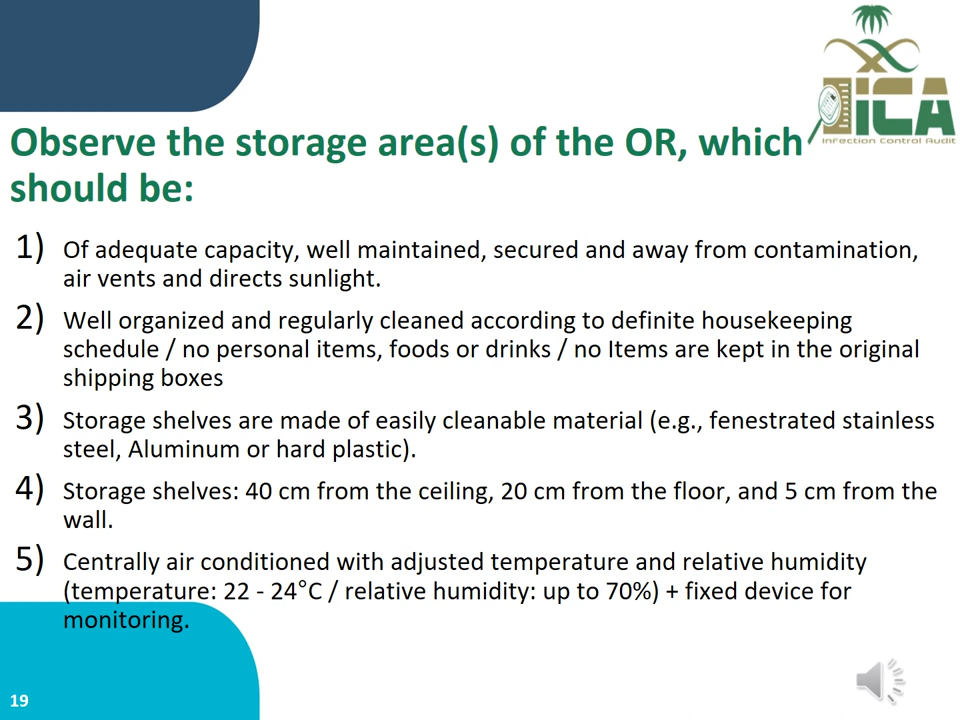 ICA
Infection Control Audit
Observe the storage area(s) of the OR, which
should be:
1) Of adequate capacity, well maintained, secured and away from contamination,
air vents and directs sunlight.
2) Well organized and regularly cleaned according to definite housekeeping
schedule / no personal items, foods or drinks / no Items are kept in the original
shipping boxes
3) Storage shelves are made of easily cleanable material (e.g., fenestrated stainless
steel, Aluminum or hard plastic).
4) Storage shelves: 40 cm from the ceiling, 20 cm from the floor, and 5 cm from the
wall.
5) Centrally air conditioned with adjusted temperature and relative humidity
(temperature: 22 - 24°C / relative humidity: up to 70%) + fixed device for
monitoring.
19